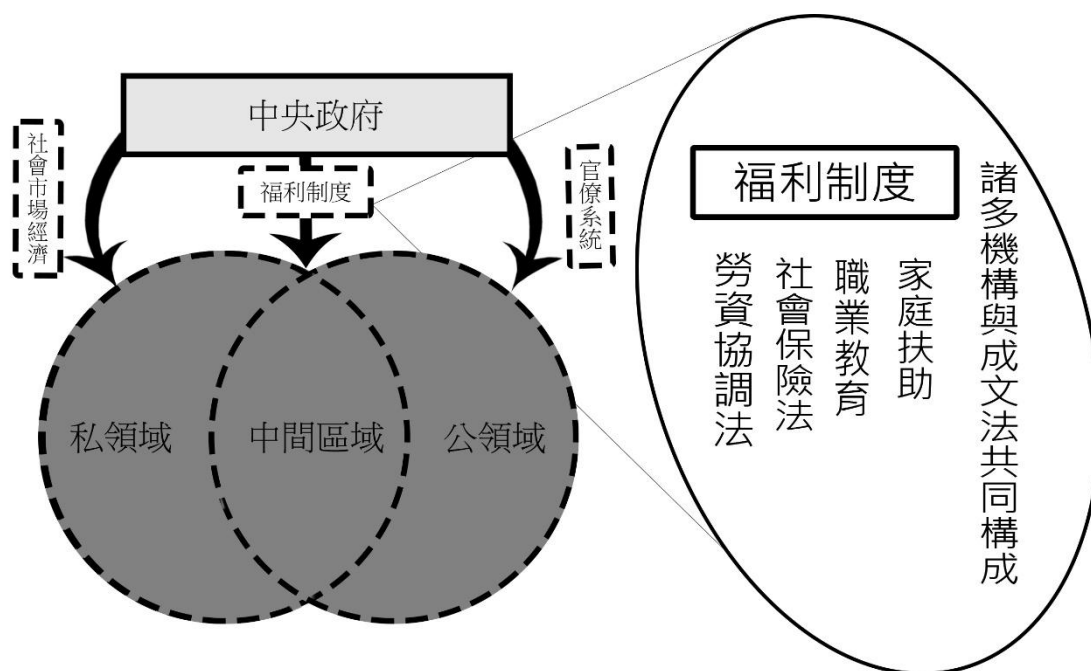 中央政府
社會市場經濟
福利制度
官僚系統
私領域
中間區域
公領域
福利制度
諸多機構與成文法共同構成
家庭扶助
職業教育
社會保險法
勞資協調法